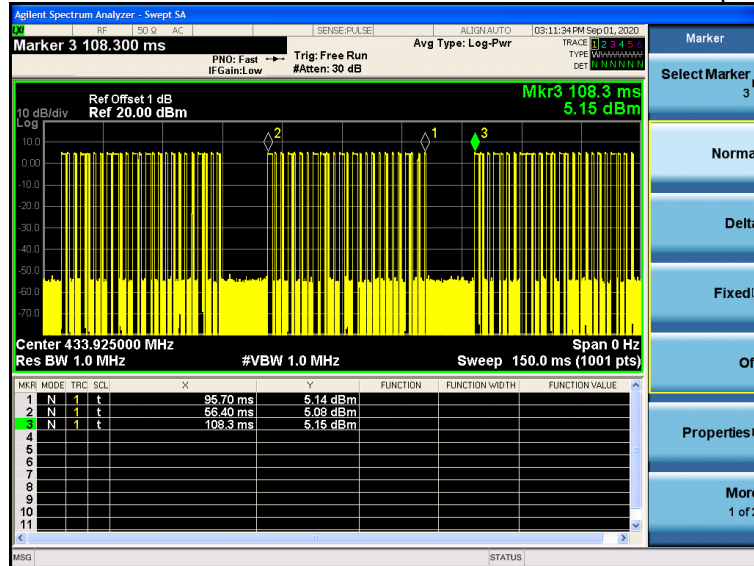 Agilent Spectrum Analyzer - Swept SA
LXI RF 50 Ω AC SENSE:PULSE ALIGN AUTO 03:11:34 PM Sep 01, 2020
Marker 3 108.300 ms
PNO: Fast
IFGain:Low
Trig: Free Run
#Atten: 30 dB
Avg Type: Log-Pwr
TRACE 1 2 3 4 5 6
TYPE
DET N N N N N N
Ref Offset 1 dB
10 dB/div Ref 20.00 dBm
Log
Mkr3 108.3 ms
5.15 dBm
10.0
0.00
-10.0
-20.0
-30.0
-40.0
-50.0
-60.0
-70.0
2
1
3
Center 433.925000 MHz
Span 0 Hz
Res BW 1.0 MHz #VBW 1.0 MHz Sweep 150.0 ms (1001 pts)
MKR MODE TRC SCL X Y FUNCTION FUNCTION WIDTH FUNCTION VALUE
1 N 1 t 95.70 ms 5.14 dBm
2 N 1 t 56.40 ms 5.08 dBm
3 N 1 t 108.3 ms 5.15 dBm
4
5
6
7
8
9
10
11
MSG STATUS
Marker
Select Marker
3
Norma
Delta
Fixed
Of
Properties
More
1 of 2